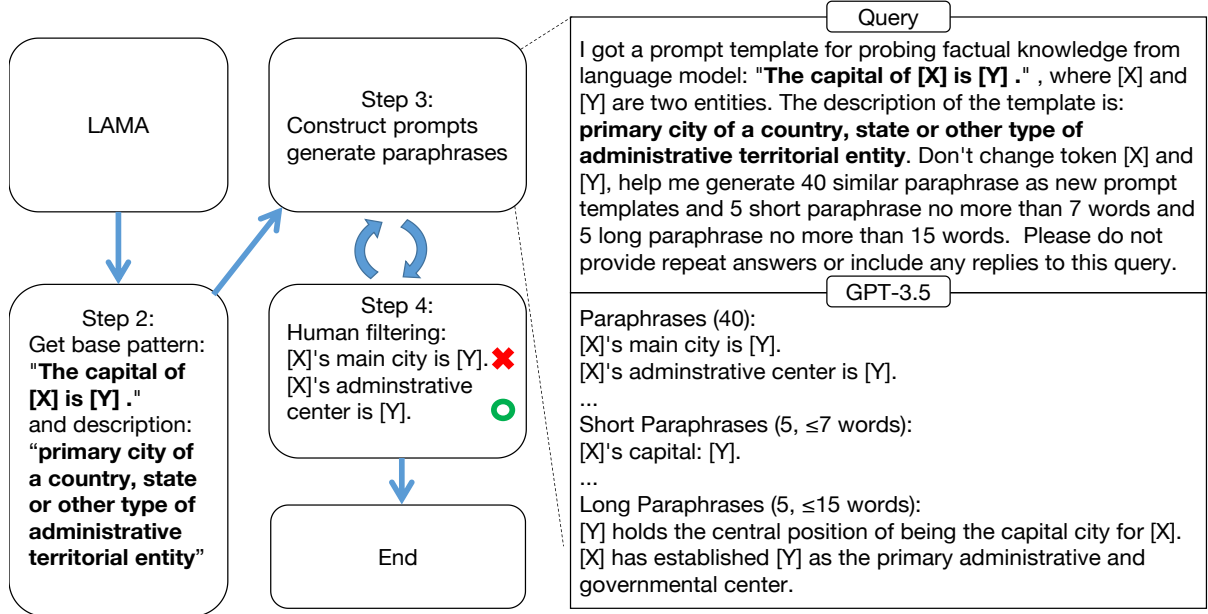 LAMA
Step 2:
Get base pattern:
"The capital of
[X] is [Y] ."
and description:
“primary city of
a country, state
or other type of
administrative
territorial entity”
Step 3:
Construct prompts
generate paraphrases
Step 4:
Human filtering:
[X]'s main city is [Y].
[X]'s adminstrative
center is [Y].
End
Query
I got a prompt template for probing factual knowledge from
language model: "The capital of [X] is [Y] ." , where [X] and
[Y] are two entities. The description of the template is:
primary city of a country, state or other type of
administrative territorial entity. Don't change token [X] and
[Y], help me generate 40 similar paraphrase as new prompt
templates and 5 short paraphrase no more than 7 words and
5 long paraphrase no more than 15 words. Please do not
provide repeat answers or include any replies to this query.
GPT-3.5
Paraphrases (40):
[X]'s main city is [Y].
[X]'s adminstrative center is [Y].
...
Short Paraphrases (5, ≤7 words):
[X]'s capital: [Y].
...
Long Paraphrases (5, ≤15 words):
[Y] holds the central position of being the capital city for [X].
[X] has established [Y] as the primary administrative and
governmental center.